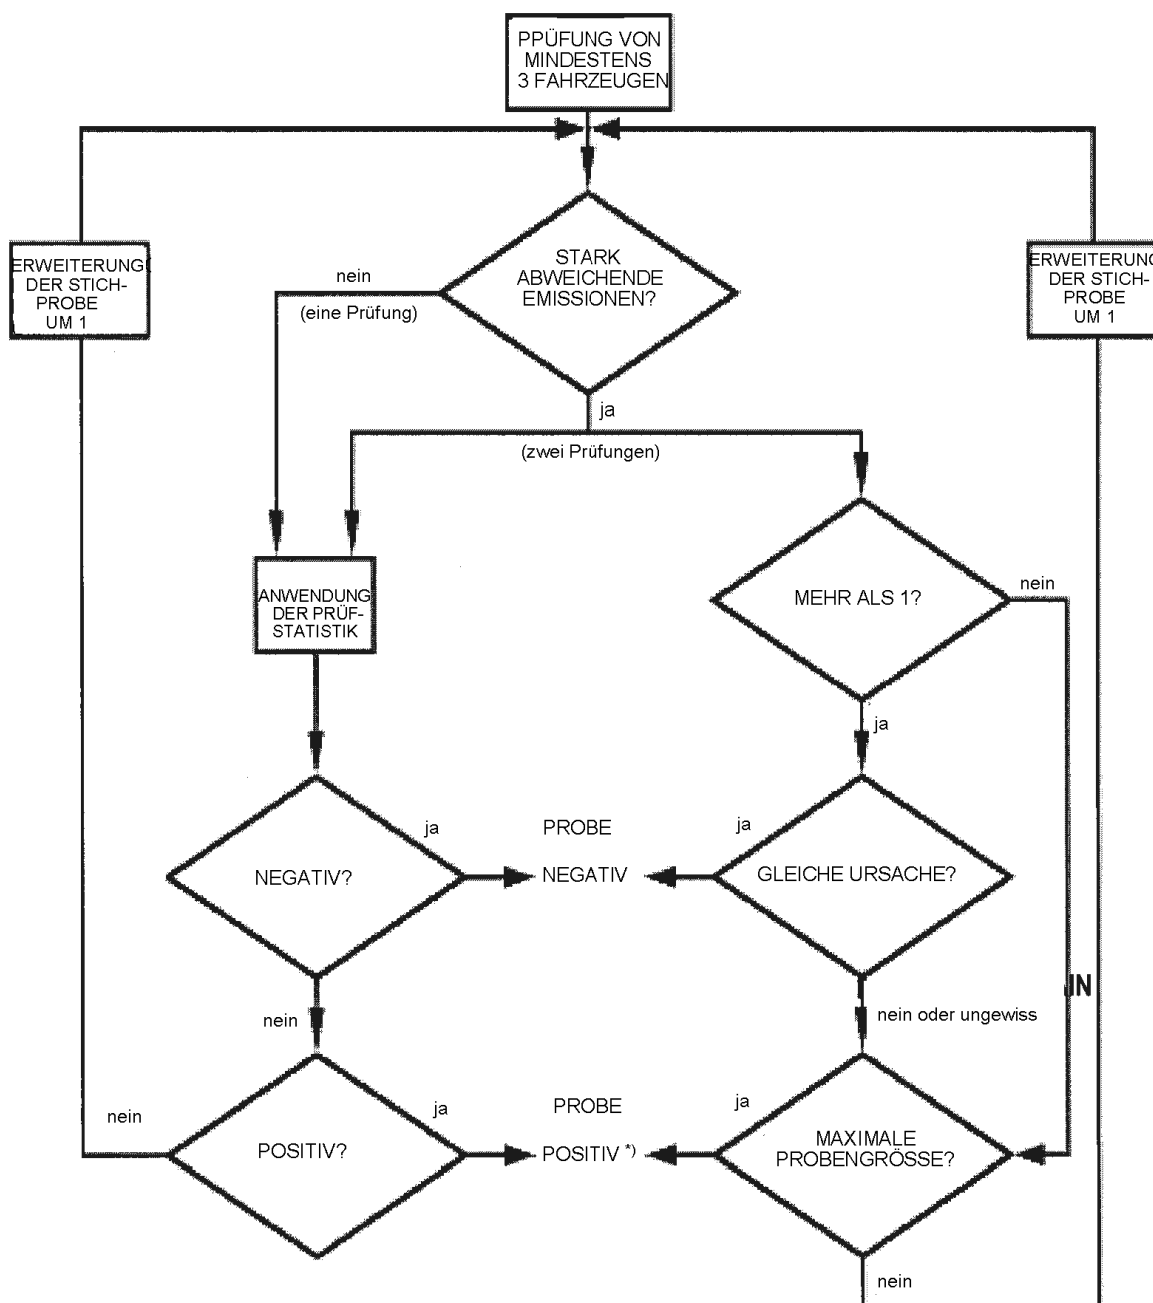 PPÜFUNG VON
MINDESTENS
3 FAHRZEUGEN
ERWEITERUNG
DER STICH-
PROBE
UM 1
STARK
ABWEICHENDE
EMISSIONEN?
ERWEITERUNG
DER STICH-
PROBE
UM 1
nein
(eine Prüfung)
ja
(zwei Prüfungen)
ANWENDUNG
DER PRÜF-
STATISTIK
MEHR ALS 1?
nein
ja
NEGATIV?
ja
PROBE
NEGATIV
ja
GLEICHE URSACHE?
nein
nein oder ungewiss
IN
nein
POSITIV?
ja
PROBE
POSITIV *)
ja
MAXIMALE
PROBENGRÖSSE?
nein